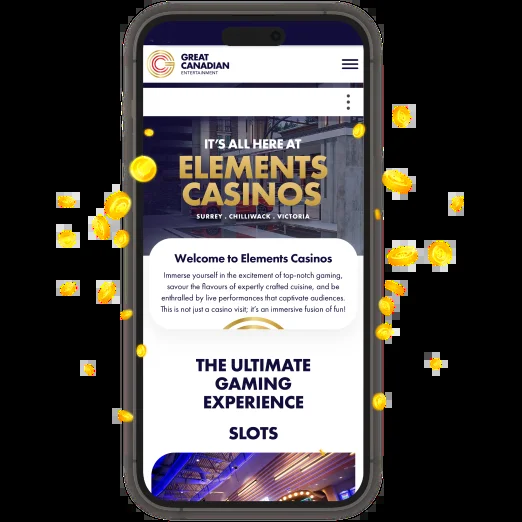 GREAT
CANADIAN
ENTERTAINMENT
IT'S ALL HERE AT
ELEMENTS
CASINOS
SURREY . CHILLIWACK . VICTORIA
Welcome to Elements Casinos
Immerse yourself in the excitement of top-notch gaming,
savour the flavours of expertly crafted cuisine, and be
enthralled by live performances that captivate audiences.
This is not just a casino visit; it's an immersive fusion of fun!
THE ULTIMATE
GAMING
EXPERIENCE
SLOTS